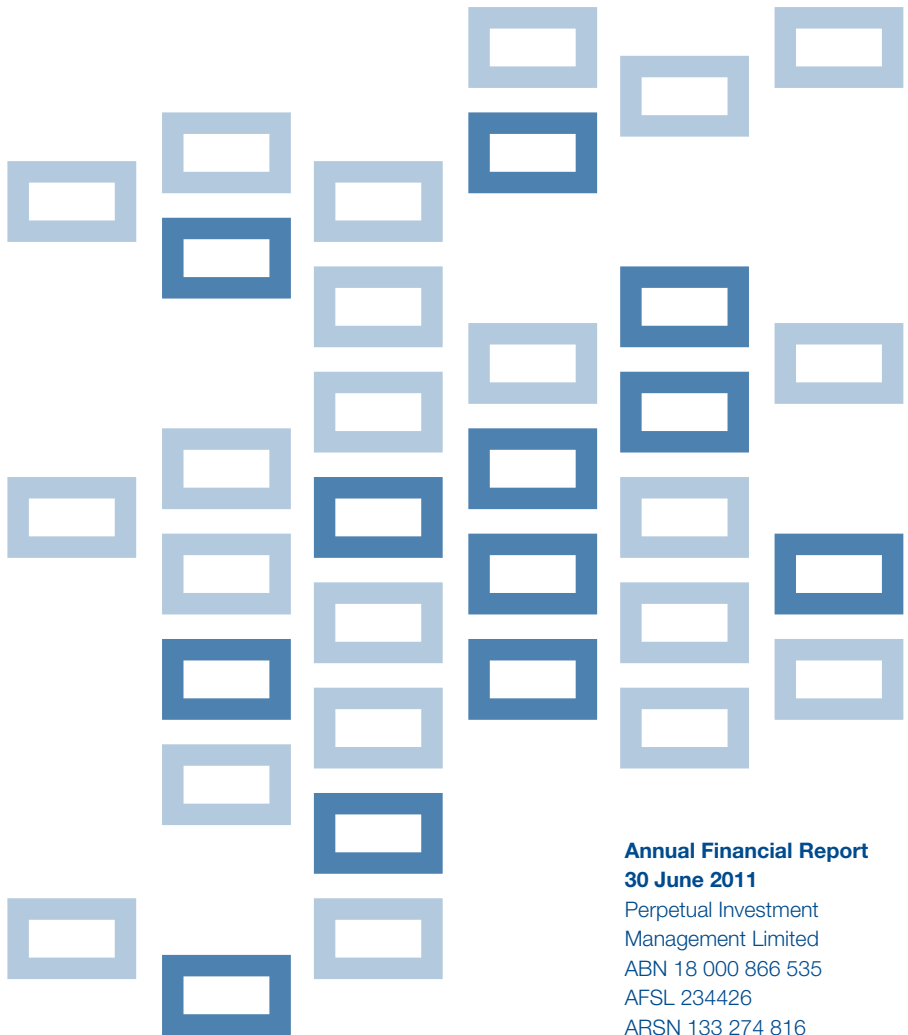 Annual Financial Report
30 June 2011
Perpetual Investment
Management Limited
ABN 18 000 866 535
AFSL 234426
ARSN 133 274 816